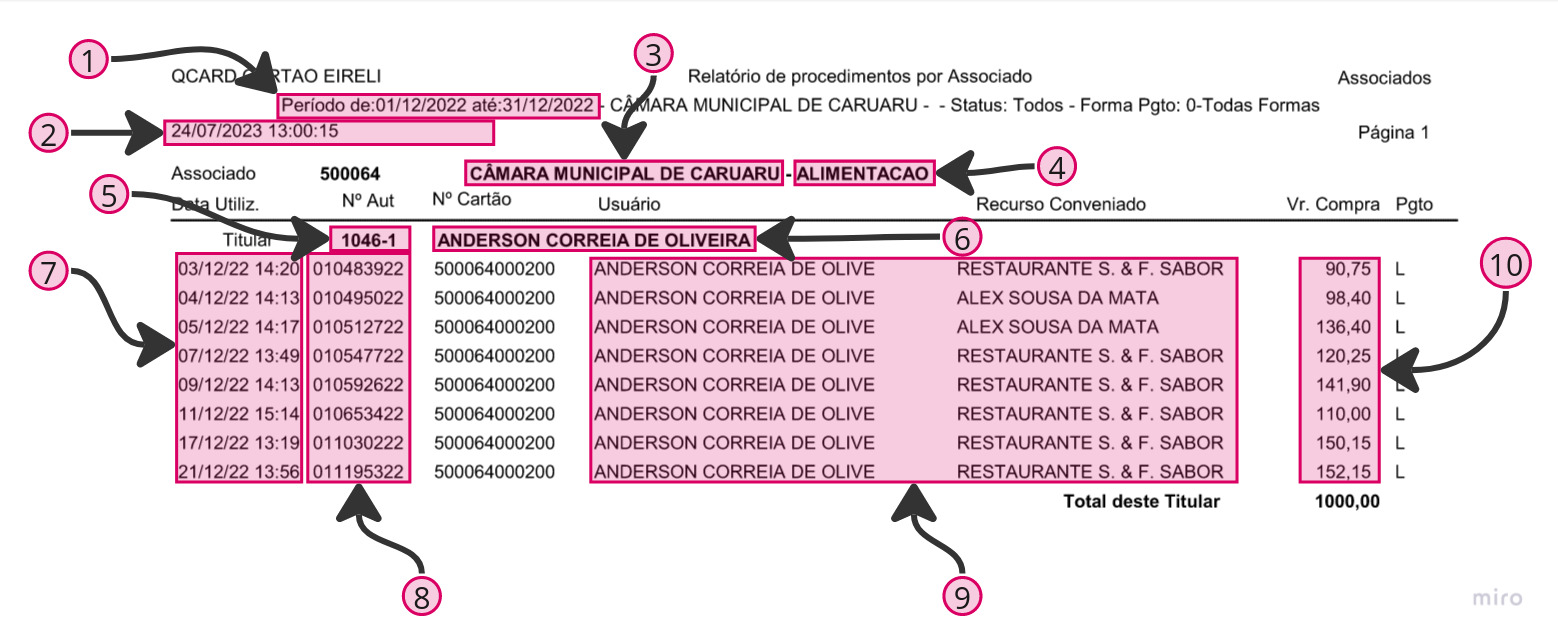 1
3
QCARD CARTAO EIRELI Relatório de procedimentos por Associado Associados
Período de:01/12/2022 até:31/12/2022 - CÂMARA MUNICIPAL DE CARUARU - - Status: Todos - Forma Pgto: 0-Todas Formas
2
24/07/2023 13:00:15 Página 1
Associado 500064 CÂMARA MUNICIPAL DE CARUARU - ALIMENTACAO
4
5
Data Utiliz. Nº Aut Nº Cartão Usuário Recurso Conveniado Vr. Compra Pgto
Titular 1046-1 ANDERSON CORREIA DE OLIVEIRA
6
7
10
03/12/22 14:20 010483922 500064000200 ANDERSON CORREIA DE OLIVE RESTAURANTE S. & F. SABOR 90,75 L
04/12/22 14:13 010495022 500064000200 ANDERSON CORREIA DE OLIVE ALEX SOUSA DA MATA 98,40 L
05/12/22 14:17 010512722 500064000200 ANDERSON CORREIA DE OLIVE ALEX SOUSA DA MATA 136,40 L
07/12/22 13:49 010547722 500064000200 ANDERSON CORREIA DE OLIVE RESTAURANTE S. & F. SABOR 120,25 L
09/12/22 14:13 010592622 500064000200 ANDERSON CORREIA DE OLIVE RESTAURANTE S. & F. SABOR 141,90 L
11/12/22 15:14 010653422 500064000200 ANDERSON CORREIA DE OLIVE RESTAURANTE S. & F. SABOR 110,00 L
17/12/22 13:19 011030222 500064000200 ANDERSON CORREIA DE OLIVE RESTAURANTE S. & F. SABOR 150,15 L
21/12/22 13:56 011195322 500064000200 ANDERSON CORREIA DE OLIVE RESTAURANTE S. & F. SABOR 152,15 L
Total deste Titular 1000,00
8
9
miro